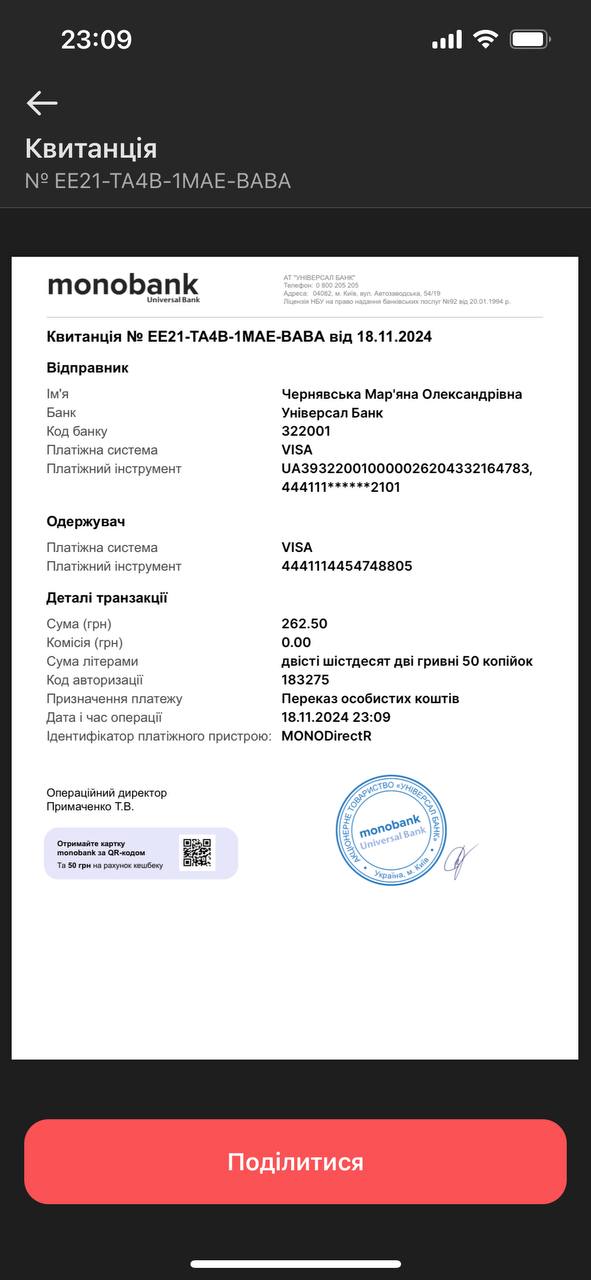 23:09
Квитанція
№ EE21-TA4B-1MAE-BABA
monobank
Universal Bank
АТ "УНІВЕРСАЛ БАНК"
Телефон: 0 800 205 205
Адреса: 04082, м. Київ, вул. Автозаводська, 54/19
Ліцензія НБУ на право надання банківських послуг №92 від 20.01.1994 р.
Квитанція № EE21-TA4B-1MAE-BABA від 18.11.2024
Відправник
Ім'я Чернявська Мар'яна Олександрівна
Банк Універсал Банк
Код банку 322001
Платіжна система VISA
Платіжний інструмент UA393220010000026204332164783,
444111******2101
Одержувач
Платіжна система VISA
Платіжний інструмент 4441114454748805
Деталі транзакції
Сума (грн) 262.50
Комісія (грн) 0.00
Сума літерами двісті шістдесят дві гривні 50 копійок
Код авторизації 183275
Призначення платежу Переказ особистих коштів
Дата і час операції 18.11.2024 23:09
Ідентифікатор платіжного пристрою: MONODirectR
Операційний директор
Примаченко Т.В.
Отримайте картку
monobank за QR-кодом
Та 50 грн на рахунок кешбеку
АКЦІОНЕРНЕ ТОВАРИСТВО «УНІВЕРСАЛ БАНК»
monobank
Universal Bank
Україна, м. Київ
Поділитися